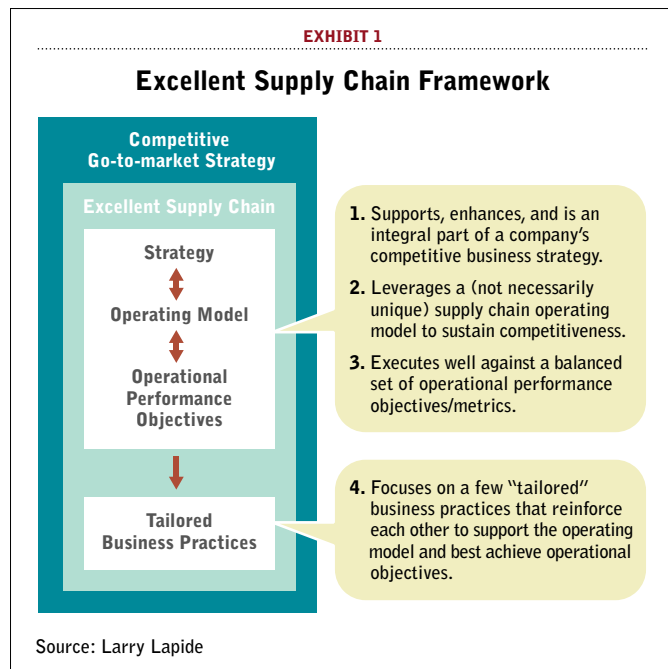 EXHIBIT 1
Excellent Supply Chain Framework
Competitive
Go-to-market Strategy
Excellent Supply Chain
Strategy
Operating Model
Operational
Performance
Objectives
Tailored
Business Practices
1. Supports, enhances, and is an
integral part of a company's
competitive business strategy.
2. Leverages a (not necessarily
unique) supply chain operating
model to sustain competitiveness.
3. Executes well against a balanced
set of operational performance
objectives/metrics.
4. Focuses on a few "tailored"
business practices that reinforce
each other to support the operating
model and best achieve operational
objectives.
Source: Larry Lapide